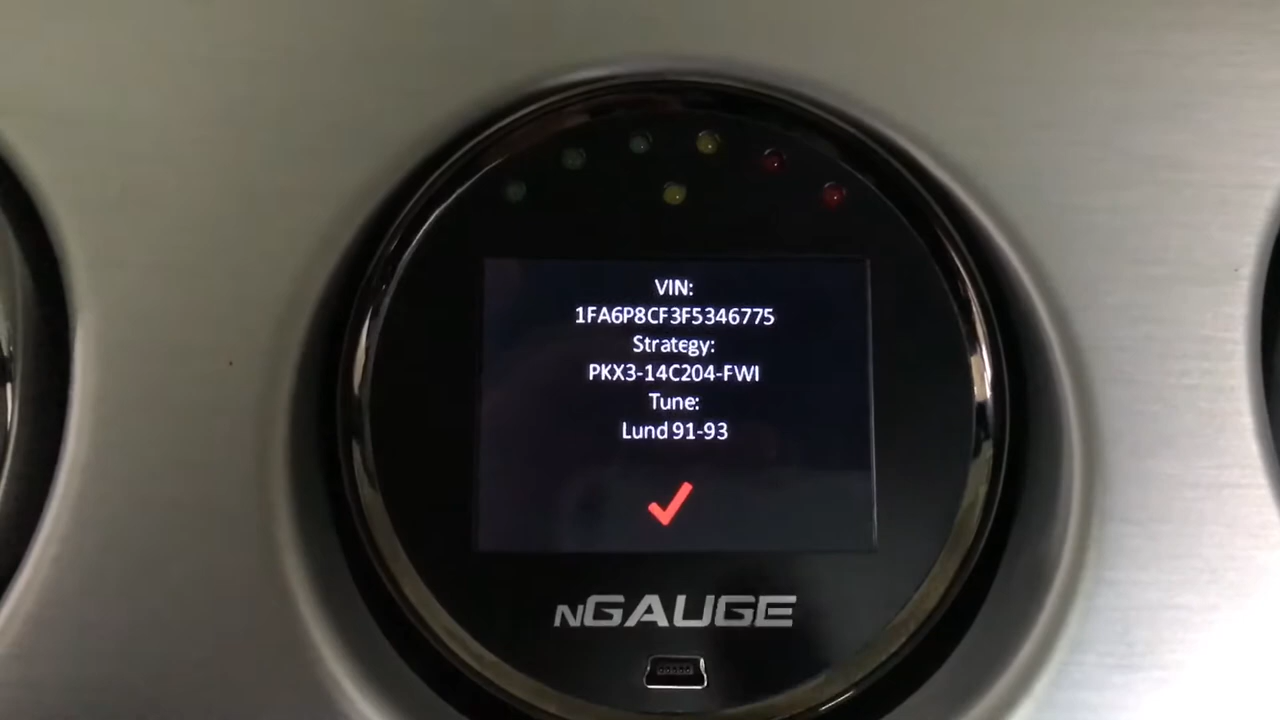 VIN:
1FA6P8CF3F5346775
Strategy:
PKX3-14C204-FWI
Tune:
Lund 91-93
nGAUGE